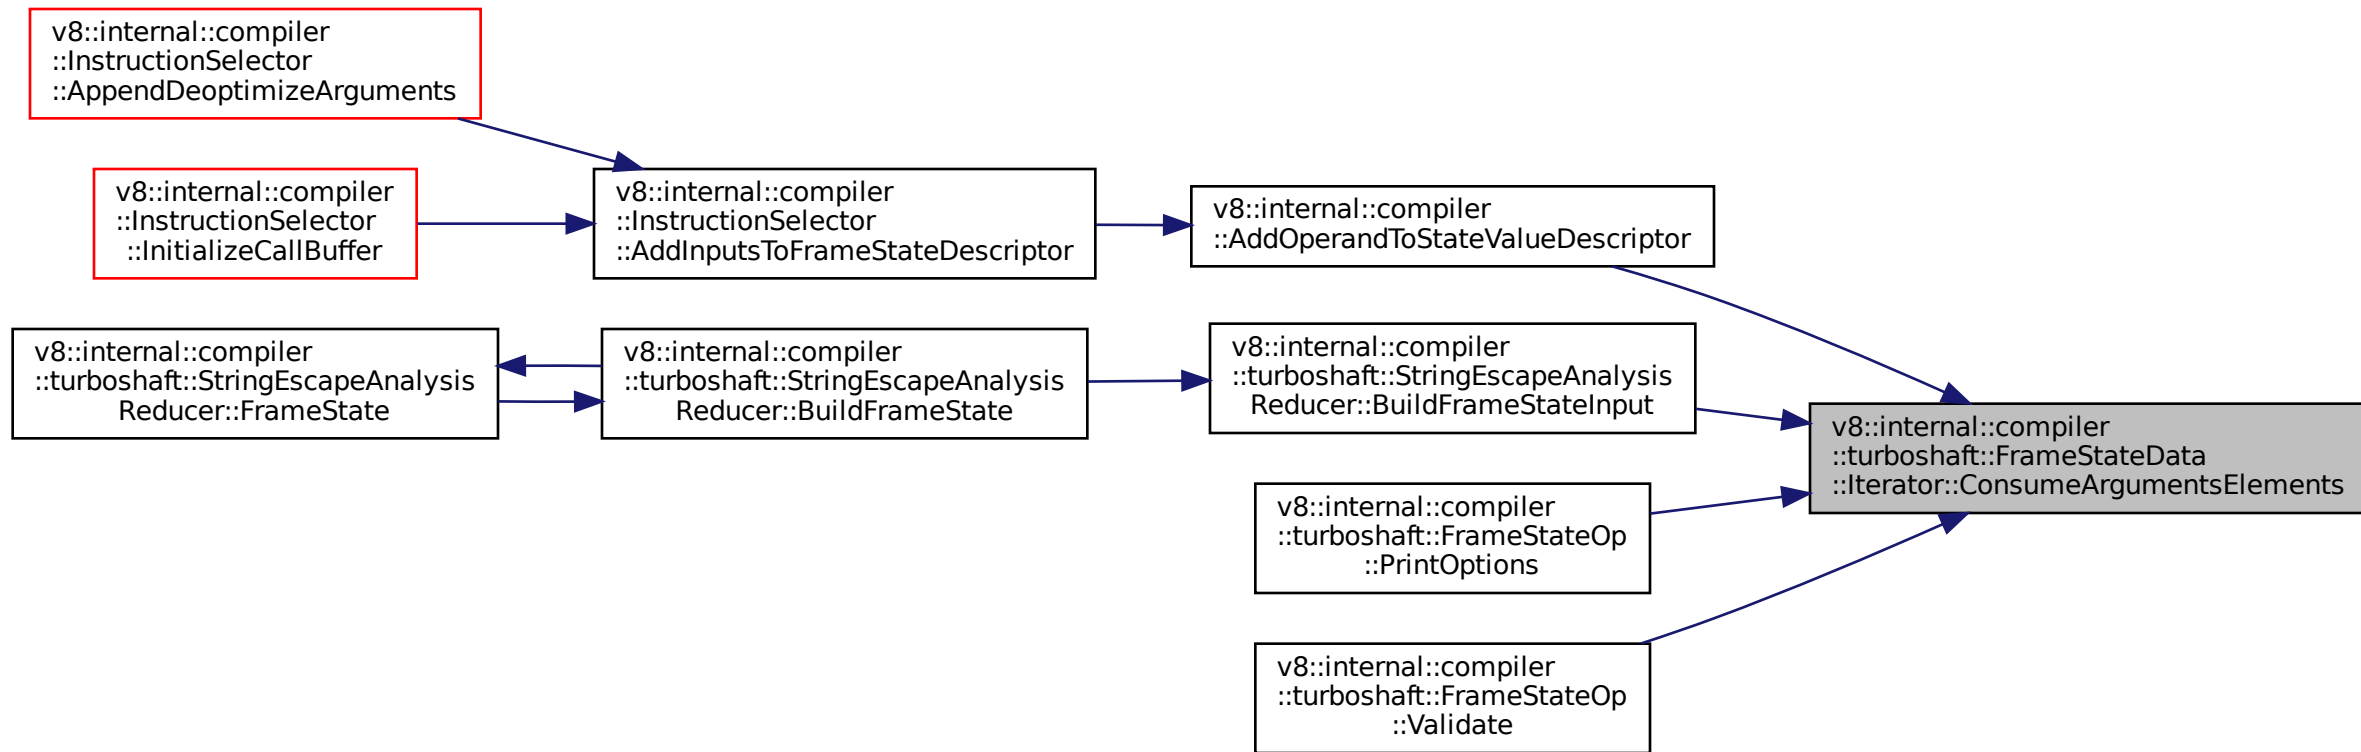 v8::internal::compiler
::InstructionSelector
::AppendDeoptimizeArguments
v8::internal::compiler
::InstructionSelector
::InitializeCallBuffer
v8::internal::compiler
::InstructionSelector
::AddInputsToFrameStateDescriptor
v8::internal::compiler
::AddOperandToStateValueDescriptor
v8::internal::compiler
::turboshaft::StringEscapeAnalysis
Reducer::FrameState
v8::internal::compiler
::turboshaft::StringEscapeAnalysis
Reducer::BuildFrameState
v8::internal::compiler
::turboshaft::StringEscapeAnalysis
Reducer::BuildFrameStateInput
v8::internal::compiler
::turboshaft::FrameStateData
::Iterator::ConsumeArgumentsElements
v8::internal::compiler
::turboshaft::FrameStateOp
::PrintOptions
v8::internal::compiler
::turboshaft::FrameStateOp
::Validate